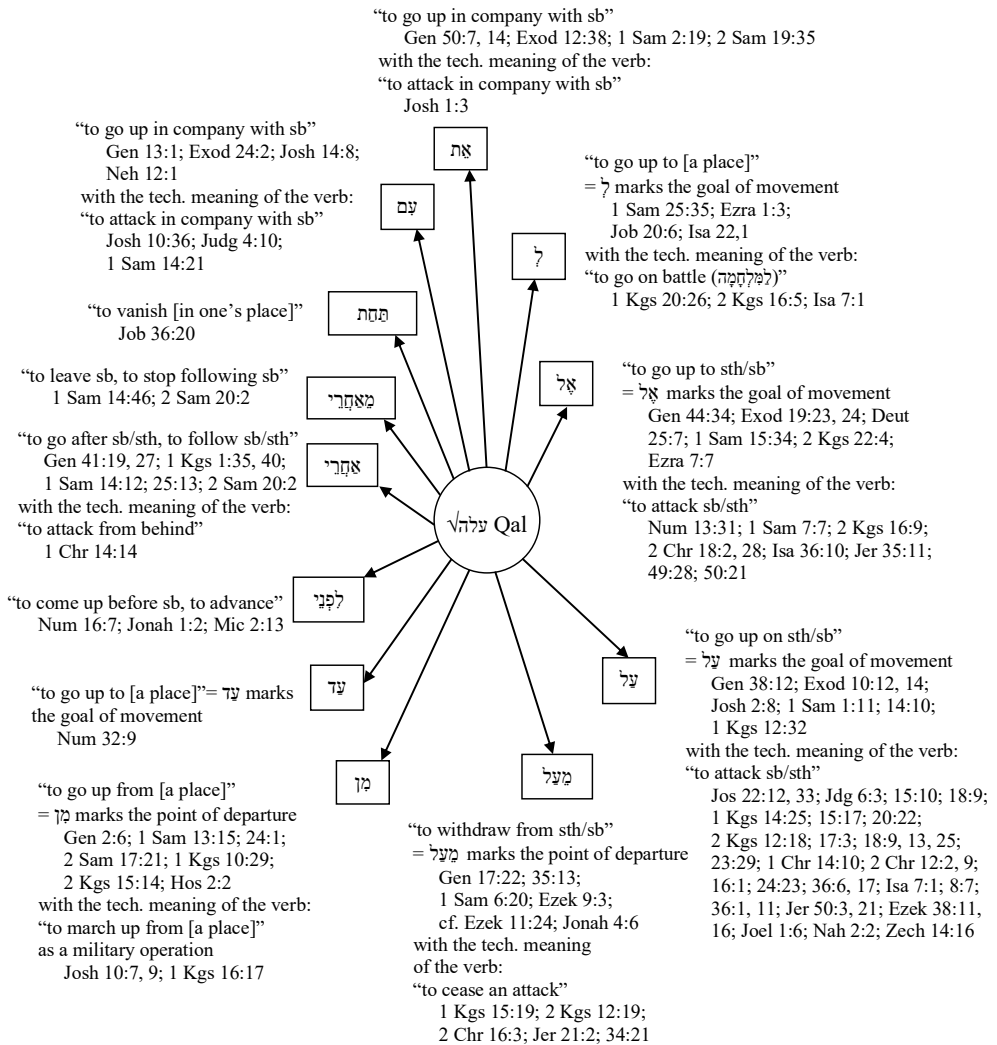 “to go up in company with sb”
Gen 50:7, 14; Exod 12:38; 1 Sam 2:19; 2 Sam 19:35
with the tech. meaning of the verb:
“to attack in company with sb”
Josh 1:3
אֵת
“to go up in company with sb”
Gen 13:1; Exod 24:2; Josh 14:8;
Neh 12:1
with the tech. meaning of the verb:
“to attack in company with sb”
Josh 10:36; Judg 4:10;
1 Sam 14:21
עִם
“to go up to [a place]”
= לְ marks the goal of movement
1 Sam 25:35; Ezra 1:3;
Job 20:6; Isa 22,1
with the tech. meaning of the verb:
“to go on battle (לַמִּלְחָמָה)”
1 Kgs 20:26; 2 Kgs 16:5; Isa 7:1
לְ
“to vanish [in one’s place]”
Job 36:20
תַּחַת
“to leave sb, to stop following sb”
1 Sam 14:46; 2 Sam 20:2
מֵאַחֲרֵי
“to go up to sth/sb”
= אֶל marks the goal of movement
Gen 44:34; Exod 19:23, 24; Deut
25:7; 1 Sam 15:34; 2 Kgs 22:4;
Ezra 7:7
with the tech. meaning of the verb:
“to attack sb/sth”
Num 13:31; 1 Sam 7:7; 2 Kgs 16:9;
2 Chr 18:2, 28; Isa 36:10; Jer 35:11;
49:28; 50:21
אֶל
“to go after sb/sth, to follow sb/sth”
Gen 41:19, 27; 1 Kgs 1:35, 40;
1 Sam 14:12; 25:13; 2 Sam 20:2
with the tech. meaning of the verb:
“to attack from behind”
1 Chr 14:14
אַחֲרֵי
√עלה Qal
“to come up before sb, to advance”
Num 16:7; Jonah 1:2; Mic 2:13
לִפְנֵי
“to go up on sth/sb”
= עַל marks the goal of movement
Gen 38:12; Exod 10:12, 14;
Josh 2:8; 1 Sam 1:11; 14:10;
1 Kgs 12:32
with the tech. meaning of the verb:
“to attack sb/sth”
Jos 22:12, 33; Jdg 6:3; 15:10; 18:9;
1 Kgs 14:25; 15:17; 20:22;
2 Kgs 12:18; 17:3; 18:9, 13, 25;
23:29; 1 Chr 14:10; 2 Chr 12:2, 9;
16:1; 24:23; 36:6, 17; Isa 7:1; 8:7;
36:1, 11; Jer 50:3, 21; Ezek 38:11,
16; Joel 1:6; Nah 2:2; Zech 14:16
עַל
“to go up to [a place]”= עַד marks
the goal of movement
Num 32:9
עַד
“to go up from [a place]”
= מִן marks the point of departure
Gen 2:6; 1 Sam 13:15; 24:1;
2 Sam 17:21; 1 Kgs 10:29;
2 Kgs 15:14; Hos 2:2
with the tech. meaning of the verb:
“to march up from [a place]”
as a military operation
Josh 10:7, 9; 1 Kgs 16:17
מִן
מֵעַל
“to withdraw from sth/sb”
= מֵעַל marks the point of departure
Gen 17:22; 35:13;
1 Sam 6:20; Ezek 9:3;
cf. Ezek 11:24; Jonah 4:6
with the tech. meaning
of the verb:
“to cease an attack”
1 Kgs 15:19; 2 Kgs 12:19;
2 Chr 16:3; Jer 21:2; 34:21